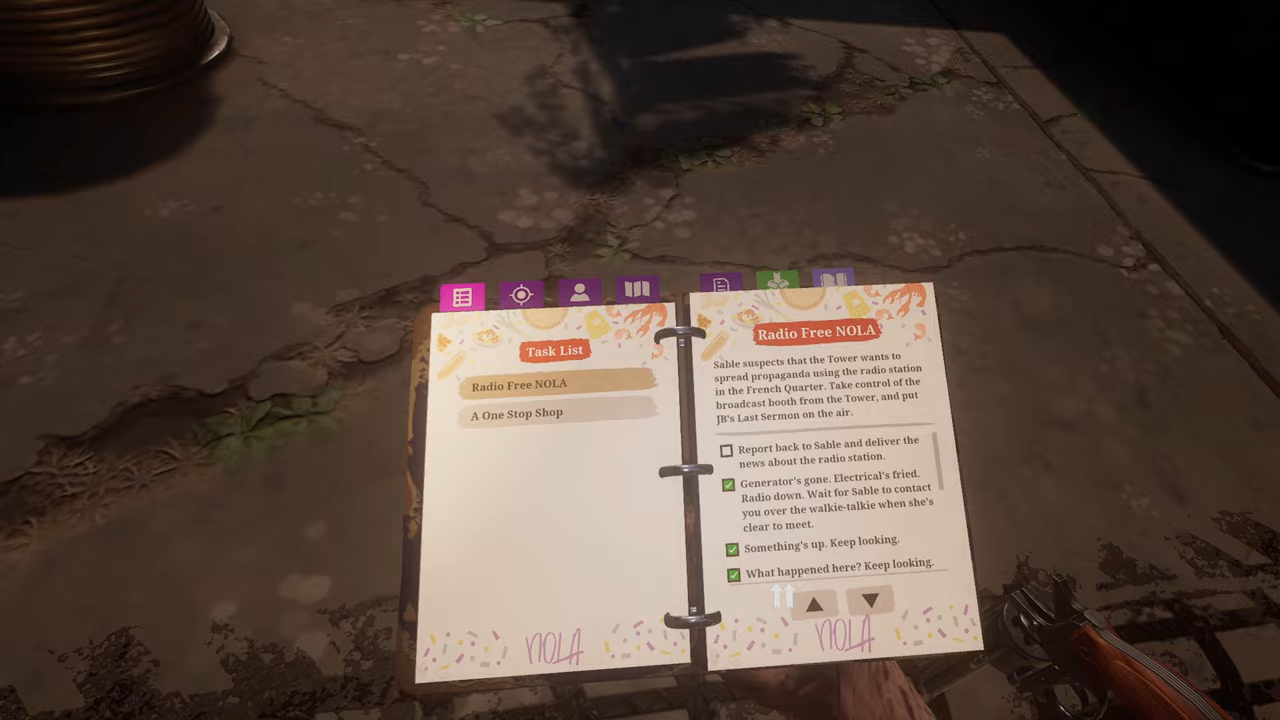 Task List
Radio Free NOLA
A One Stop Shop
NOLA
Radio Free NOLA
Sable suspects that the Tower wants to
spread propaganda using the radio station
in the French Quarter. Take control of the
broadcast booth from the Tower, and put
JB's Last Sermon on the air.
Report back to Sable and deliver the
news about the radio station.
Generator's gone. Electrical's fried.
Radio down. Wait for Sable to contact
you over the walkie-talkie when she's
clear to meet.
Something's up. Keep looking.
What happened here? Keep looking.
NOLA